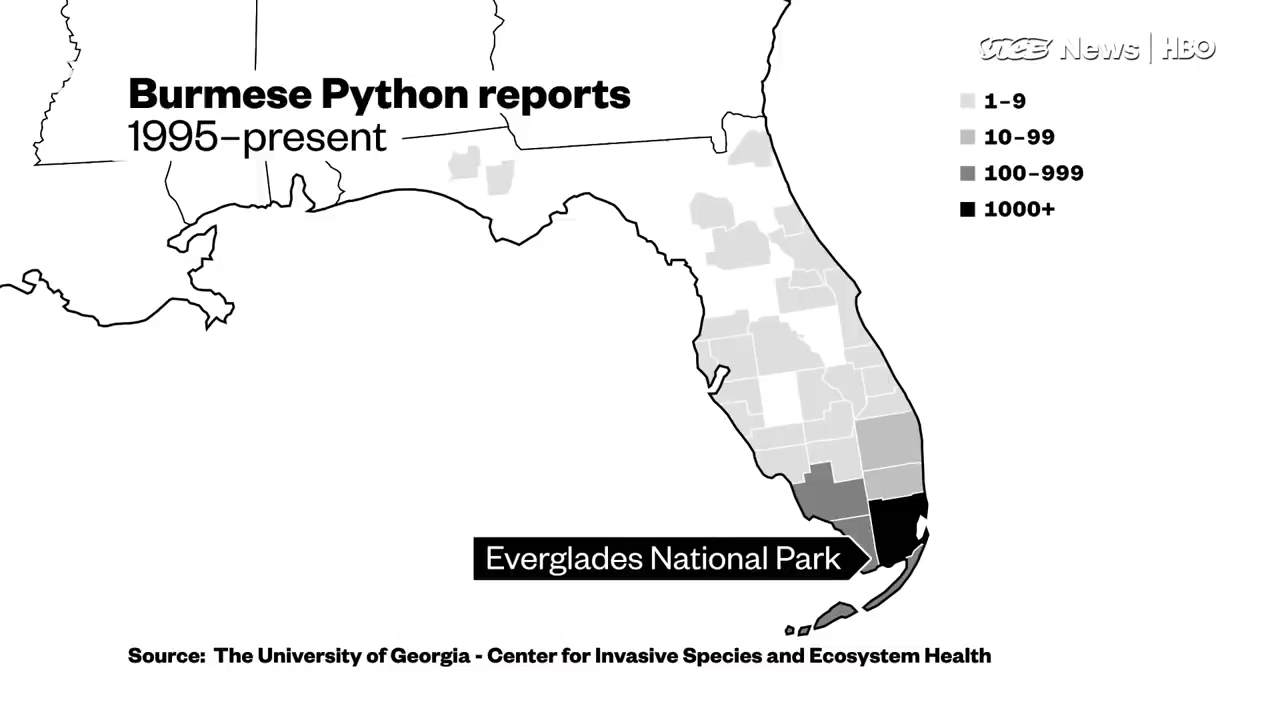 VICE News | HBO
Burmese Python reports
1995–present
1-9
10-99
100-999
1000+
Everglades National Park
Source: The University of Georgia - Center for Invasive Species and Ecosystem Health